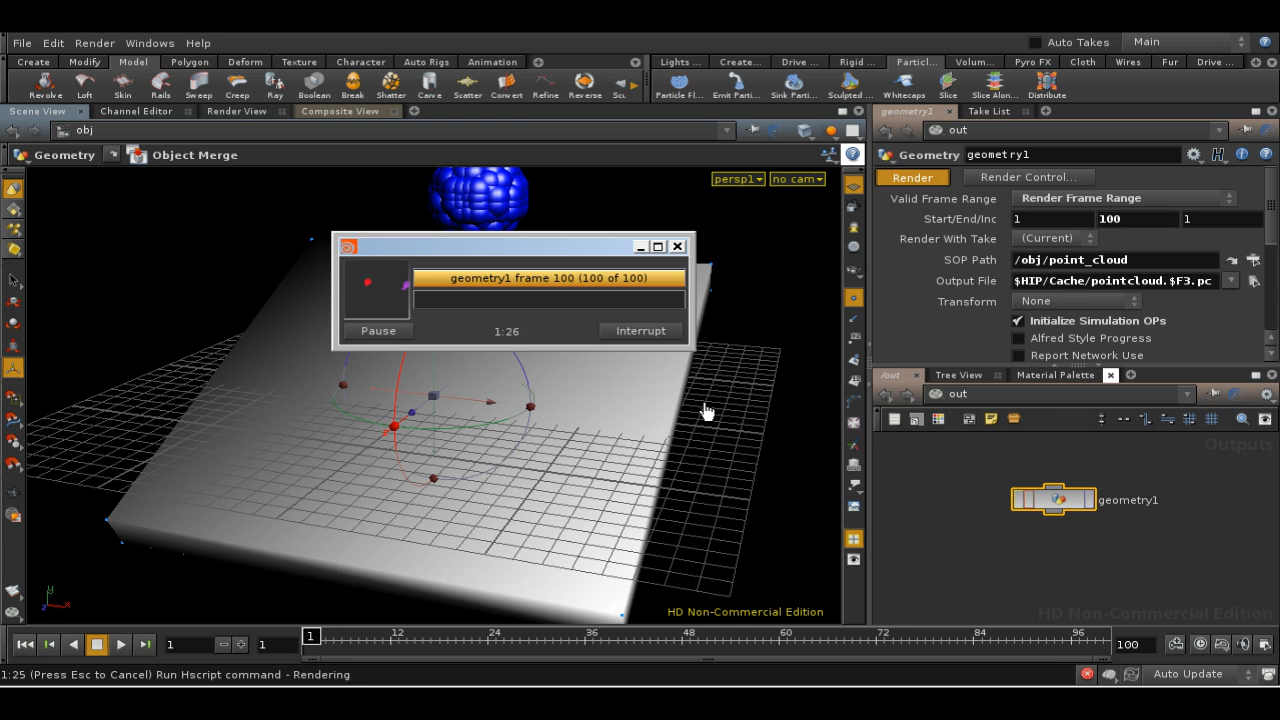 File Edit Render Windows Help
Auto Takes Main
Create Modify Model Polygon Deform Texture Character Auto Rigs Animation
Lights ... Create... Drive ... Rigid ... Particl... Volum... Pyro FX Cloth Wires Fur Drive ...
Revolve Loft Skin Rails Sweep Creep Ray Boolean Break Shatter Carve Scatter Convert Refine Reverse
Particle Fl... Emit Parti... Sink Parti... Sculpted ... Whitecaps Slice Slice Alon... Distribute
Scene View Channel Editor Render View Composite View
geometry1 Take List
obj
out
Geometry Object Merge
Geometry geometry1
persp1 no cam
Render Render Control...
Valid Frame Range Render Frame Range
Start/End/Inc 1 100 1
Render With Take (Current)
SOP Path /obj/point_cloud
Output File $HIP/Cache/pointcloud.$F3.pc
Transform None
Initialize Simulation OPs
Alfred Style Progress
Report Network Use
geometry1 frame 100 (100 of 100)
Pause 1:26 Interrupt
/out Tree View Material Palette
out
Outputs
geometry1
y
z x
HD Non-Commercial Edition
HD Non-Commercial Edition
1 1 1 12 24 36 48 60 72 84 96 100
1:25 (Press Esc to Cancel) Run Hscript command - Rendering
Auto Update